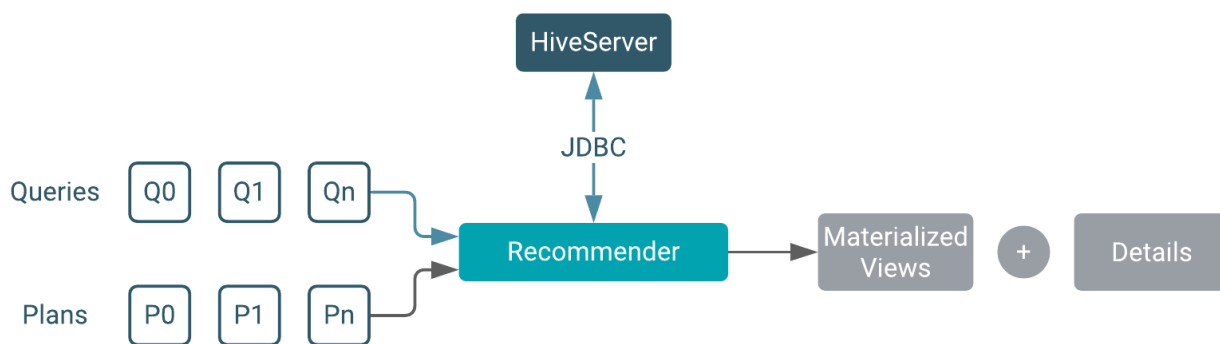 HiveServer
JDBC
Queries Q0 Q1 Qn
Recommender
Materialized
Views
+
Details
Plans P0 P1 Pn